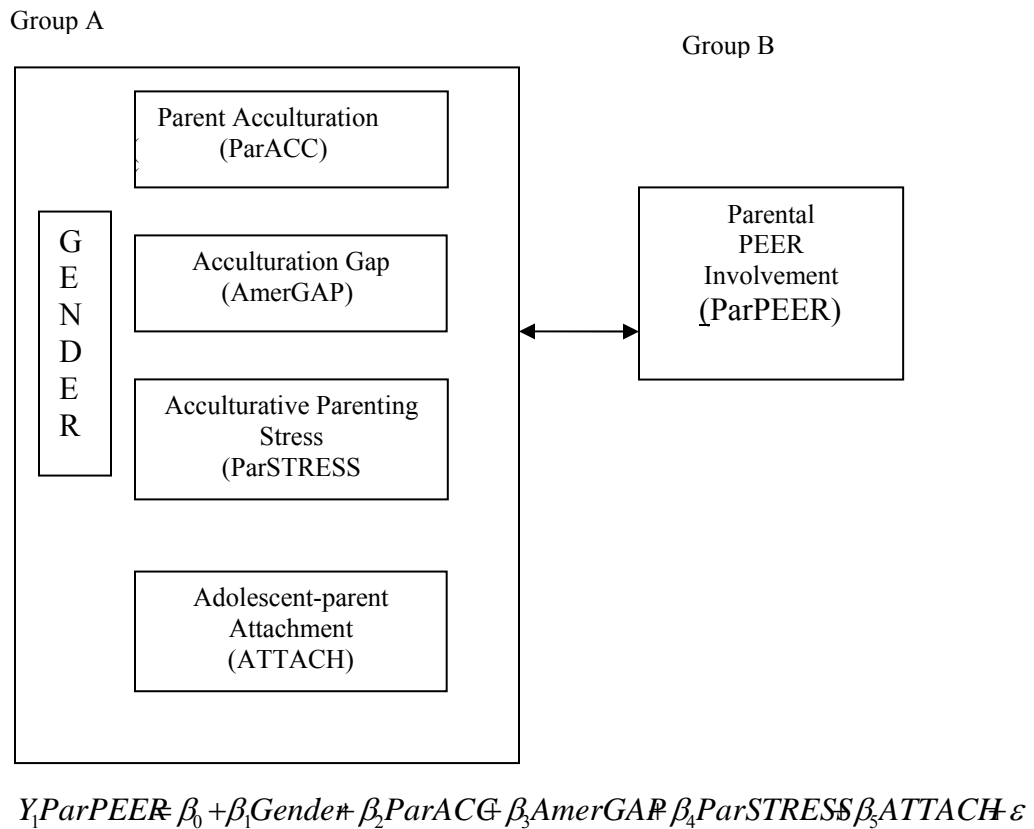 Group A
Group B
Parent Acculturation
(ParACC)
G
E
N
D
E
R
Acculturation Gap
(AmerGAP)
Acculturative Parenting
Stress
(ParSTRESS
Adolescent-parent
Attachment
(ATTACH)
Parental
PEER
Involvement
(ParPEER)
Y₁ParPEER= β₀ + β₁Gender+ β₂ParACC+ β₃AmerGAP+ β₄ParSTRESS+ β₅ATTACH+ ε